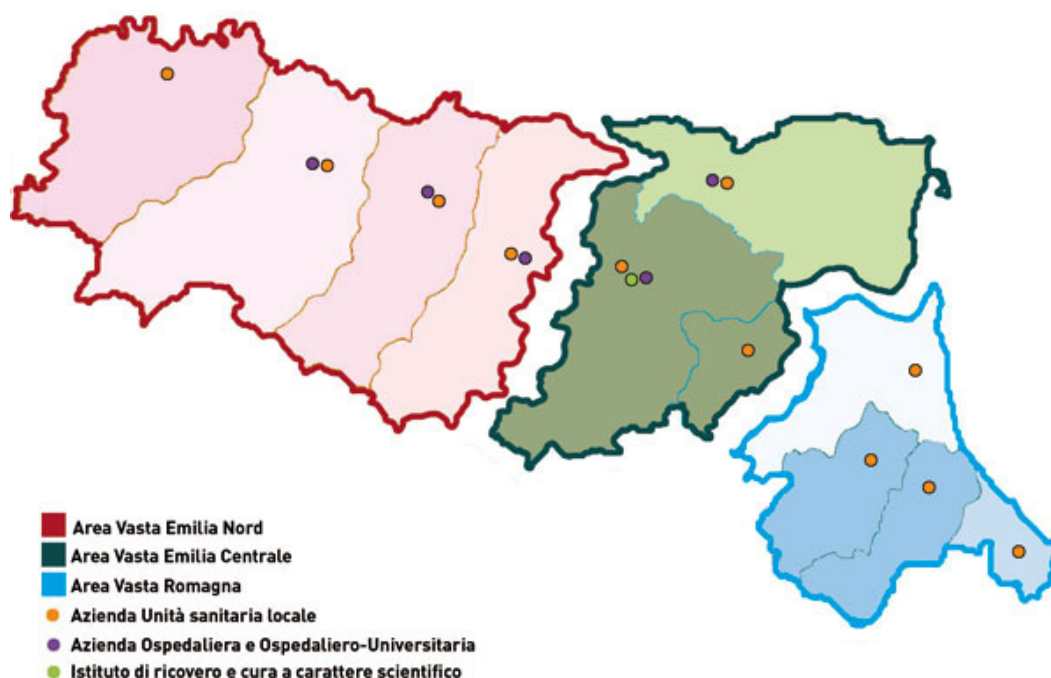 Area Vasta Emilia Nord
Area Vasta Emilia Centrale
Area Vasta Romagna
Azienda Unità sanitaria locale
Azienda Ospedaliera e Ospedaliero-Universitaria
Istituto di ricovero e cura a carattere scientifico